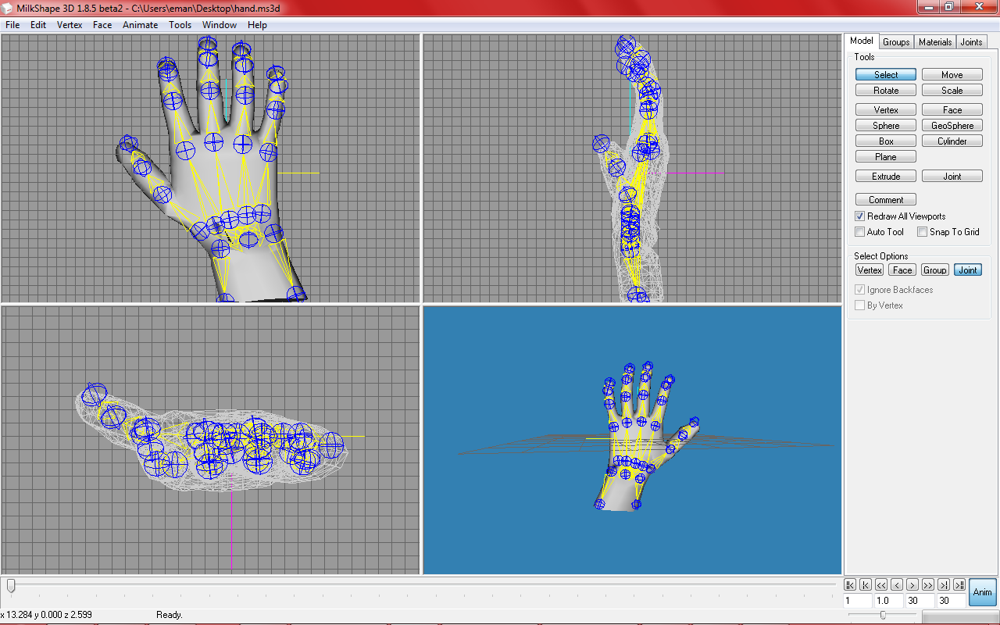 MilkShape 3D 1.8.5 beta2 - C:\Users\eman\Desktop\hand.ms3d
File Edit Vertex Face Animate Tools Window Help
Model Groups Materials Joints
Tools
Select Move
Rotate Scale
Vertex Face
Sphere GeoSphere
Box Cylinder
Plane
Extrude Joint
Comment
Redraw All Viewports
Auto Tool Snap To Grid
Select Options
Vertex Face Group Joint
Ignore Backfaces
By Vertex
Anim
1 1.0 30 30
x 13.284 y 0.000 z 2.599 Ready.